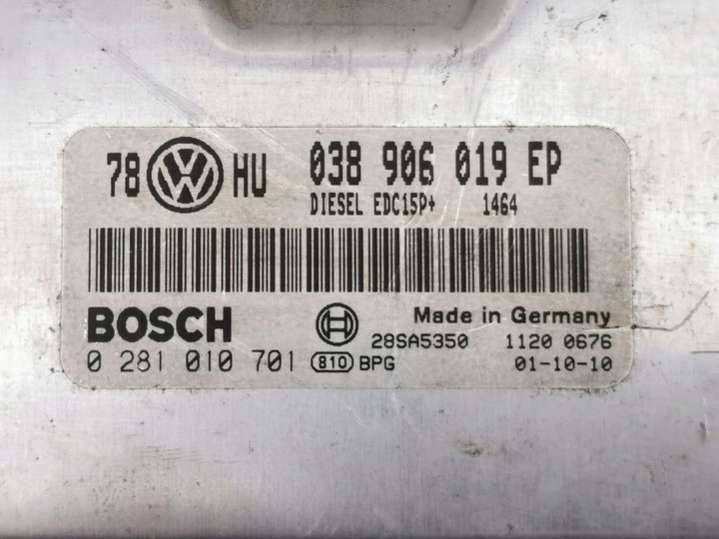 78 VW HU 038 906 019 EP
DIESEL EDC15P+ 1464
BOSCH Made in Germany
28SA5350 1120 0676
0 281 010 701 810 BPG 01-10-10